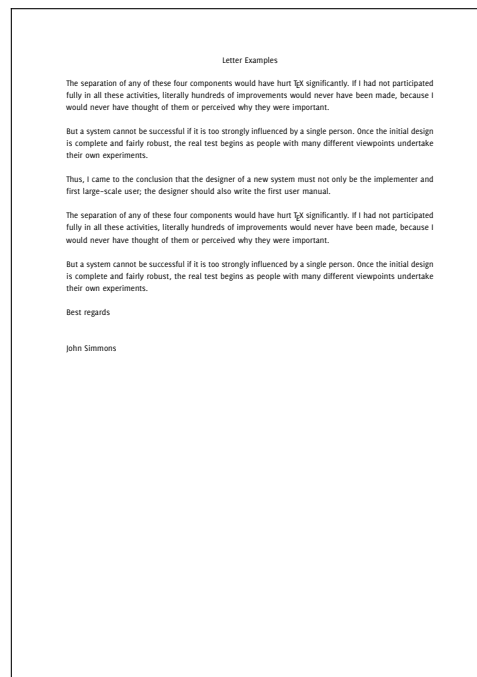 Letter Examples
The separation of any of these four components would have hurt TEX significantly. If I had not participated
fully in all these activities, literally hundreds of improvements would never have been made, because I
would never have thought of them or perceived why they were important.
But a system cannot be successful if it is too strongly influenced by a single person. Once the initial design
is complete and fairly robust, the real test begins as people with many different viewpoints undertake
their own experiments.
Thus, I came to the conclusion that the designer of a new system must not only be the implementer and
first large-scale user; the designer should also write the first user manual.
The separation of any of these four components would have hurt TEX significantly. If I had not participated
fully in all these activities, literally hundreds of improvements would never have been made, because I
would never have thought of them or perceived why they were important.
But a system cannot be successful if it is too strongly influenced by a single person. Once the initial design
is complete and fairly robust, the real test begins as people with many different viewpoints undertake
their own experiments.
Best regards
John Simmons